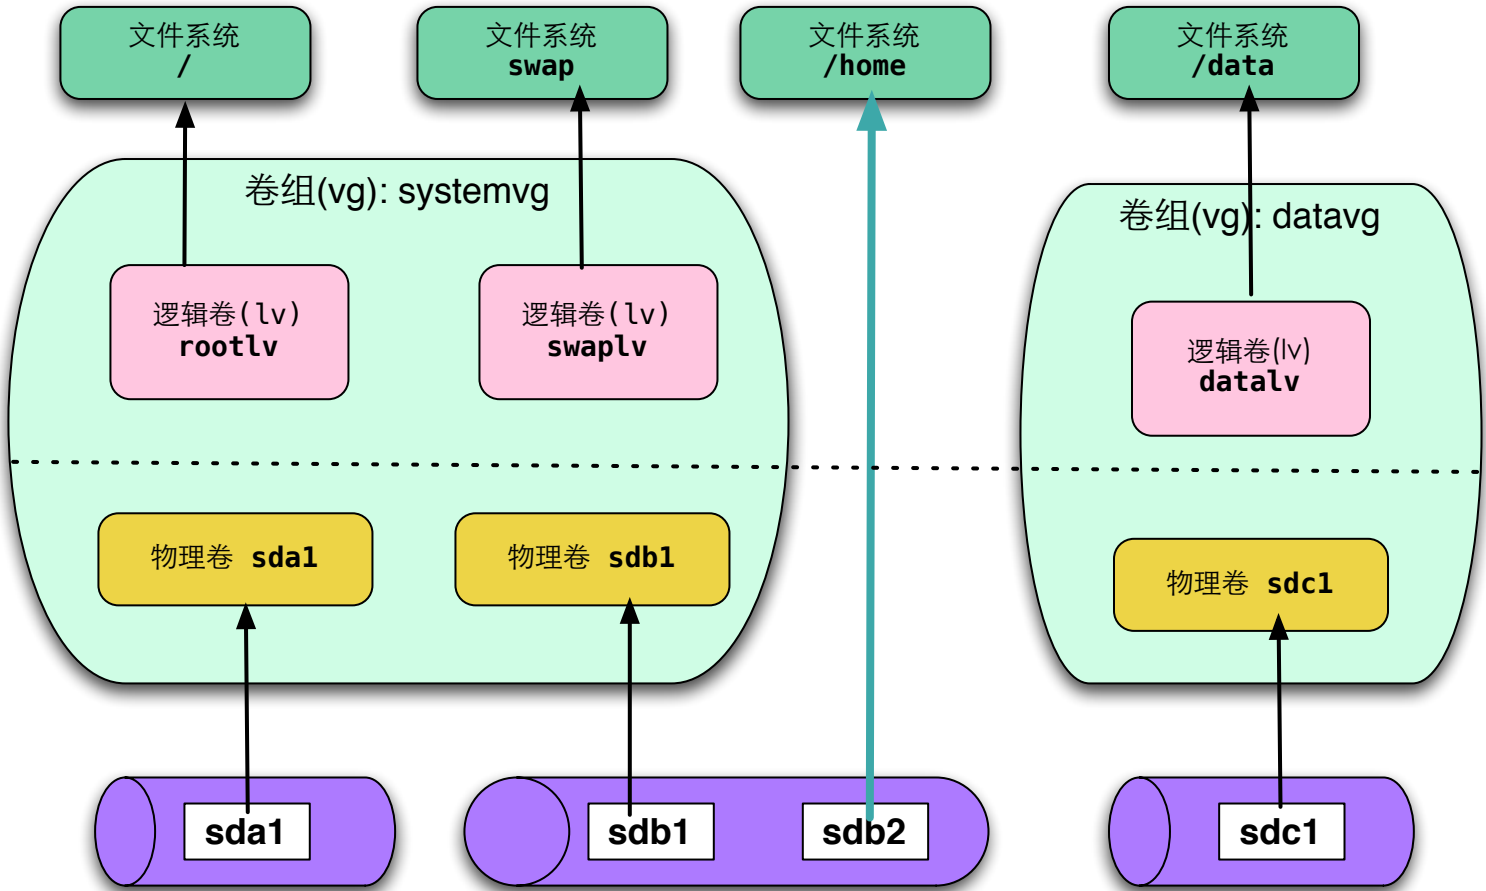 文件系统
/
文件系统
swap
文件系统
/home
文件系统
/data
卷组(vg): systemvg
卷组(vg): datavg
逻辑卷(lv)
rootlv
逻辑卷(lv)
swaplv
逻辑卷(lv)
datalv
物理卷 sda1
物理卷 sdb1
物理卷 sdc1
sda1
sdb1
sdb2
sdc1